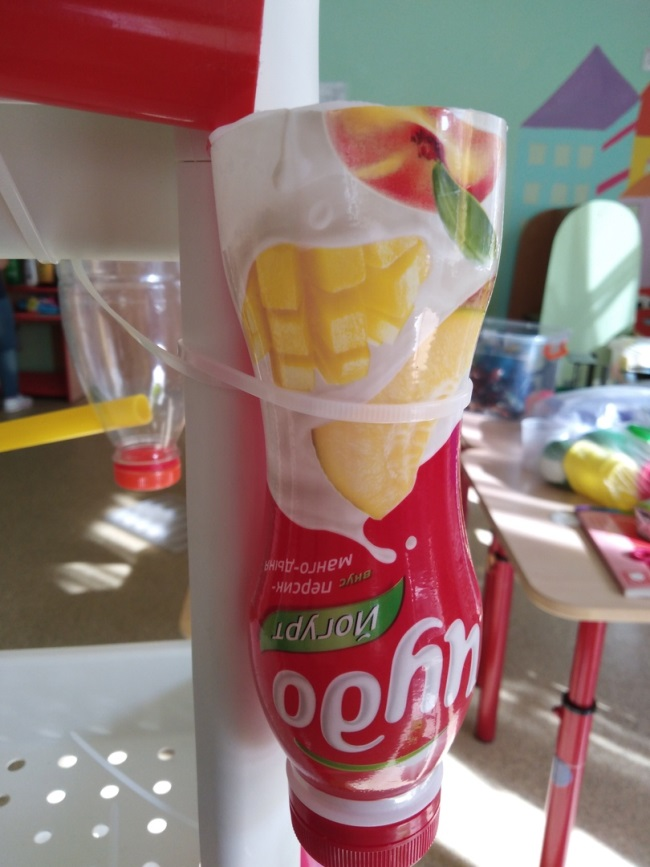 Чудо
Йогурт
вкус персик-
манго-дыня